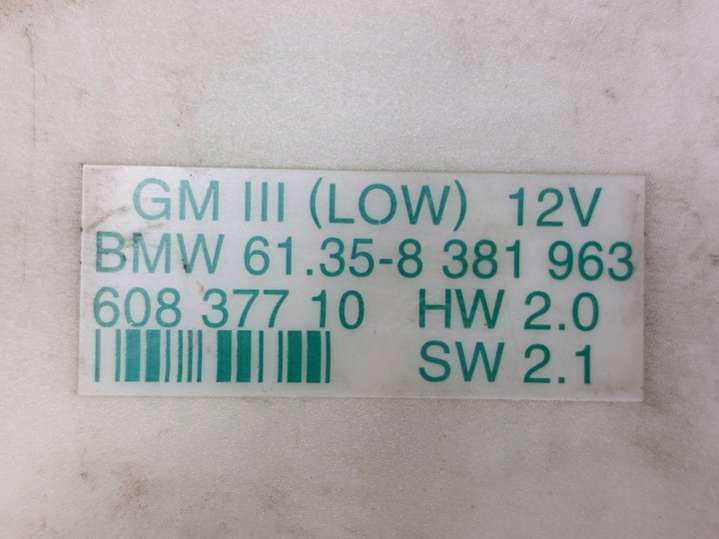 GM III (LOW) 12V
BMW 61.35-8 381 963
608 377 10 HW 2.0
SW 2.1